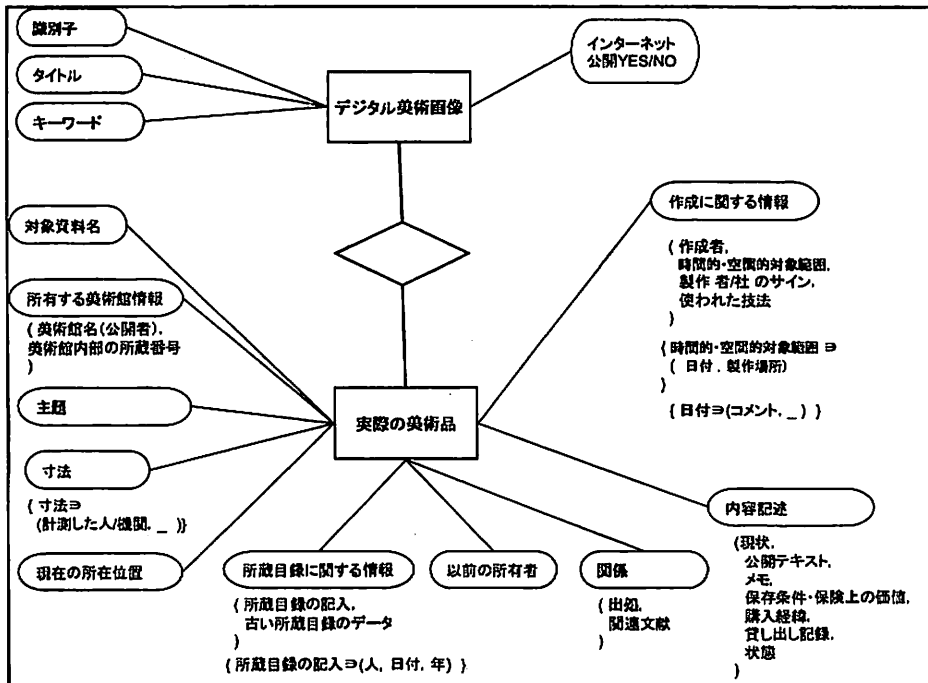 識別子
タイトル
キーワード
デジタル美術画像
インターネット
公開YES/NO
対象資料名
所有する美術館情報
{ 美術館名(公開者),
美術館内部の所蔵番号
}
主題
寸法
{ 寸法∋
(計測した人/機関, _ )}
現在の所在位置
実際の美術品
作成に関する情報
{ 作成者,
時間的・空間的対象範囲,
製作 者/社 のサイン,
使われた技法
}
{ 時間的・空間的対象範囲 ∋
( 日付 , 製作場所)
}
{ 日付∋(コメント, _ ) }
所蔵目録に関する情報
{ 所蔵目録の記入,
古い所蔵目録のデータ
}
{ 所蔵目録の記入∋(人, 日付, 年) }
以前の所有者
関係
{ 出処,
関連文献
}
内容記述
(現状,
公開テキスト,
メモ,
保存条件・保険上の価値,
購入経緯,
貸し出し記録,
状態
)